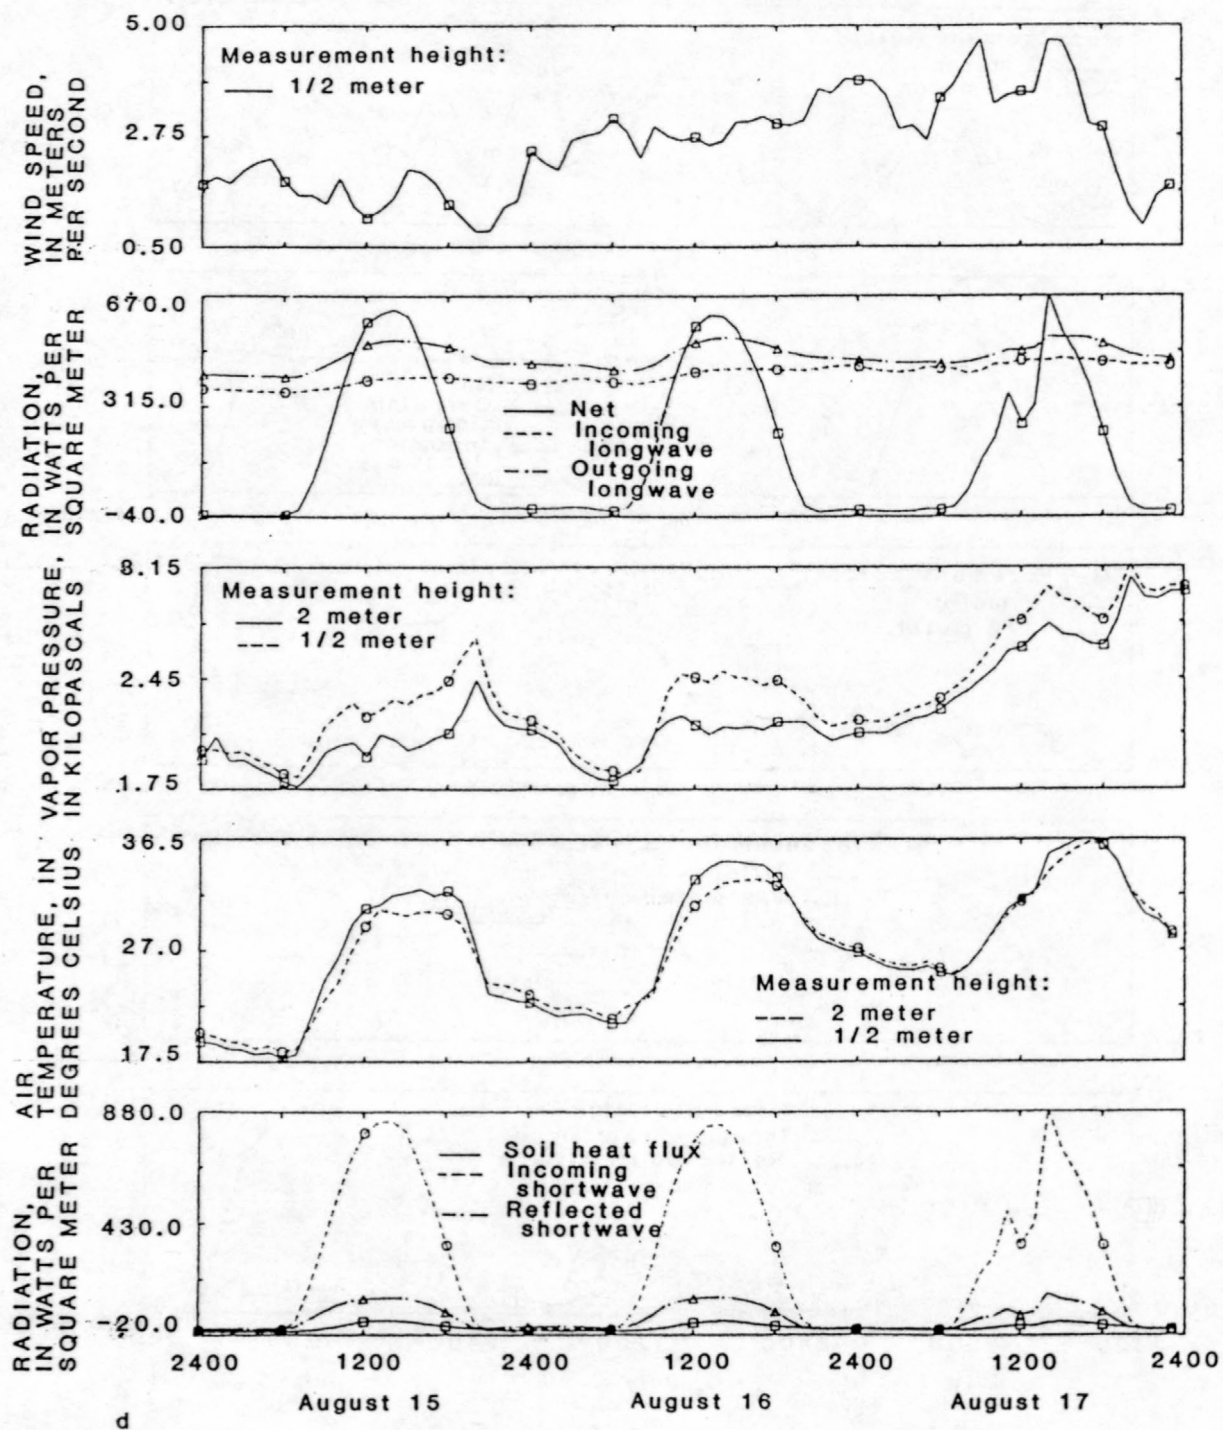 WIND SPEED,
IN METERS
PER SECOND
5.00
2.75
0.50
Measurement height:
1/2 meter
RADIATION,
IN WATTS PER
SQUARE METER
670.0
315.0
-40.0
Net
Incoming
longwave
Outgoing
longwave
VAPOR PRESSURE,
IN KILOPASCALS
8.15
2.45
1.75
Measurement height:
2 meter
1/2 meter
AIR
TEMPERATURE, IN
DEGREES CELSIUS
36.5
27.0
17.5
Measurement height:
2 meter
1/2 meter
RADIATION,
IN WATTS PER
SQUARE METER
880.0
430.0
-20.0
Soil heat flux
Incoming
shortwave
Reflected
shortwave
2400 1200 2400 1200 2400 1200 2400
August 15 August 16 August 17
d